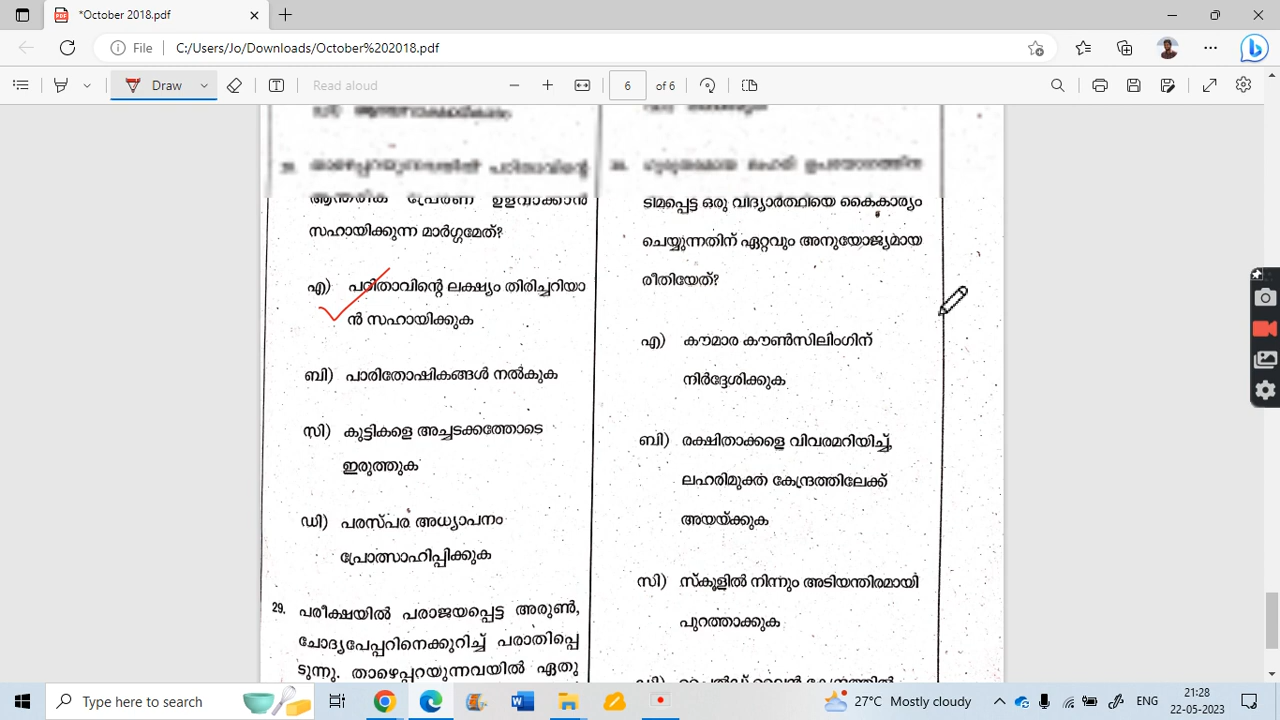 *October 2018.pdf
File
C:/Users/Jo/Downloads/October%202018.pdf
Draw
Read aloud
6
of 6
ആന്തരിക പ്രേരണ ഉളവാക്കാൻ
സഹായിക്കുന്ന മാർഗ്ഗമേത്?
എ) പഠിതാവിന്റെ ലക്ഷ്യം തിരിച്ചറിയാ
ൻ സഹായിക്കുക
ബി) പാരിതോഷികങ്ങൾ നൽകുക
സി) കുട്ടികളെ അച്ചടക്കത്തോടെ
ഇരുത്തുക
ഡി) പരസ്പര അധ്യാപനം
പ്രോത്സാഹിപ്പിക്കുക
29. പരീക്ഷയിൽ പരാജയപ്പെട്ട അരുൺ,
ചോദ്യപേപ്പറിനെക്കുറിച്ച് പരാതിപ്പെ
ടുന്നു. താഴെപ്പറയുന്നവയിൽ ഏതു
ടിമപ്പെട്ട ഒരു വിദ്യാർത്ഥിയെ കൈകാര്യം
ചെയ്യുന്നതിന് ഏറ്റവും അനുയോജ്യമായ
രീതിയേത്?
എ) കൗമാര കൗൺസിലിംഗിന്
നിർദ്ദേശിക്കുക
ബി) രക്ഷിതാക്കളെ വിവരമറിയിച്ച്,
ലഹരിമുക്ത കേന്ദ്രത്തിലേക്ക്
അയയ്ക്കുക
സി) സ്കൂളിൽ നിന്നും അടിയന്തിരമായി
പുറത്താക്കുക
Type here to search
27°C Mostly cloudy
ENG
21:28
22-05-2023